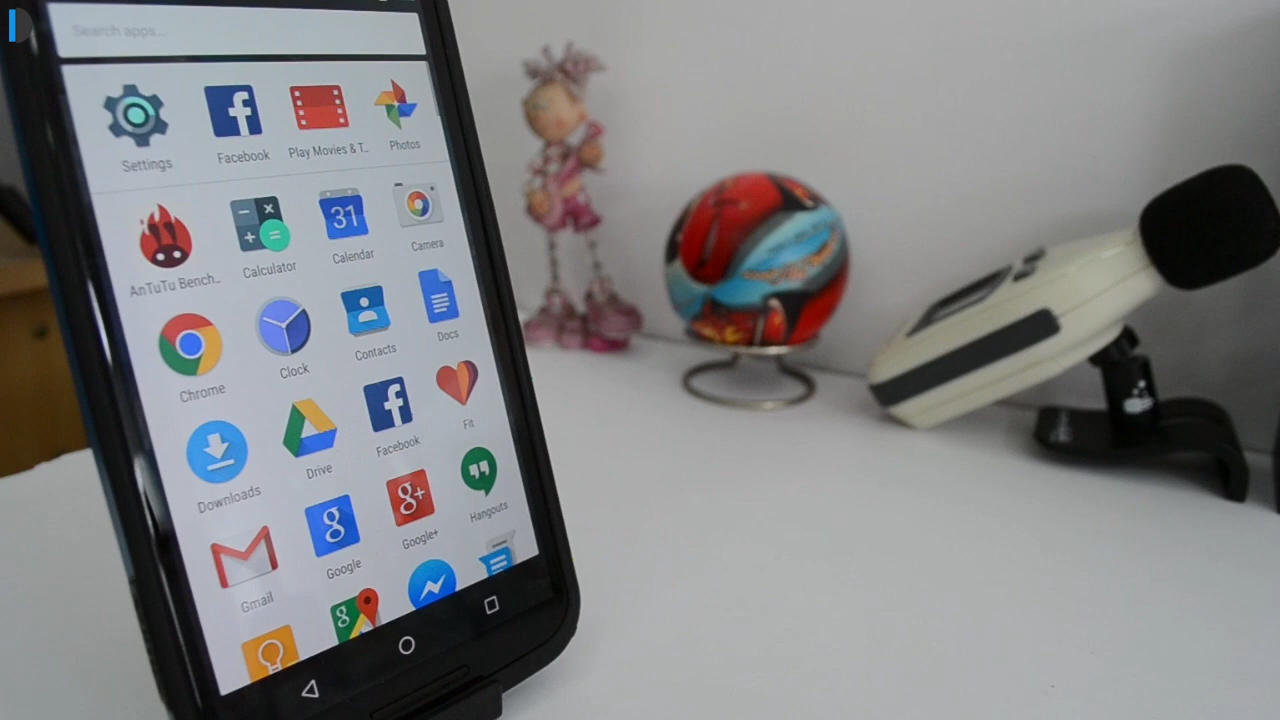 Search apps...
Settings
Facebook
Play Movies & T..
Photos
AnTuTu Bench..
Calculator
31
Calendar
Camera
Chrome
Clock
Contacts
Docs
Downloads
Drive
Facebook
Fit
Gmail
Google
Google+
Hangouts